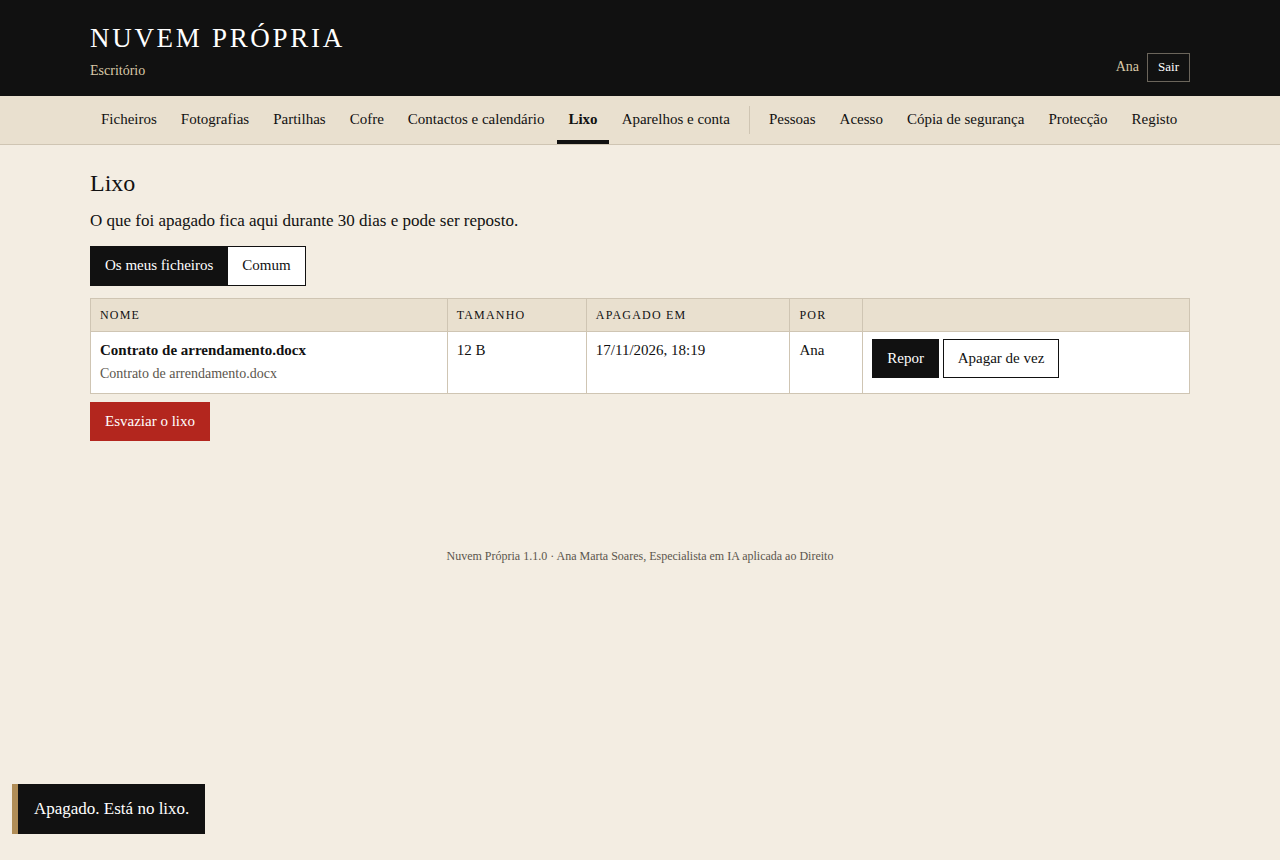 NUVEM PRÓPRIA
Escritório
Ana Sair
Ficheiros Fotografias Partilhas Cofre Contactos e calendário Lixo Aparelhos e conta Pessoas Acesso Cópia de segurança Protecção Registo
Lixo
O que foi apagado fica aqui durante 30 dias e pode ser reposto.
Os meus ficheiros Comum
NOME TAMANHO APAGADO EM POR
Contrato de arrendamento.docx 12 B 17/11/2026, 18:19 Ana Repor Apagar de vez
Contrato de arrendamento.docx
Esvaziar o lixo
Nuvem Própria 1.1.0 · Ana Marta Soares, Especialista em IA aplicada ao Direito
Apagado. Está no lixo.